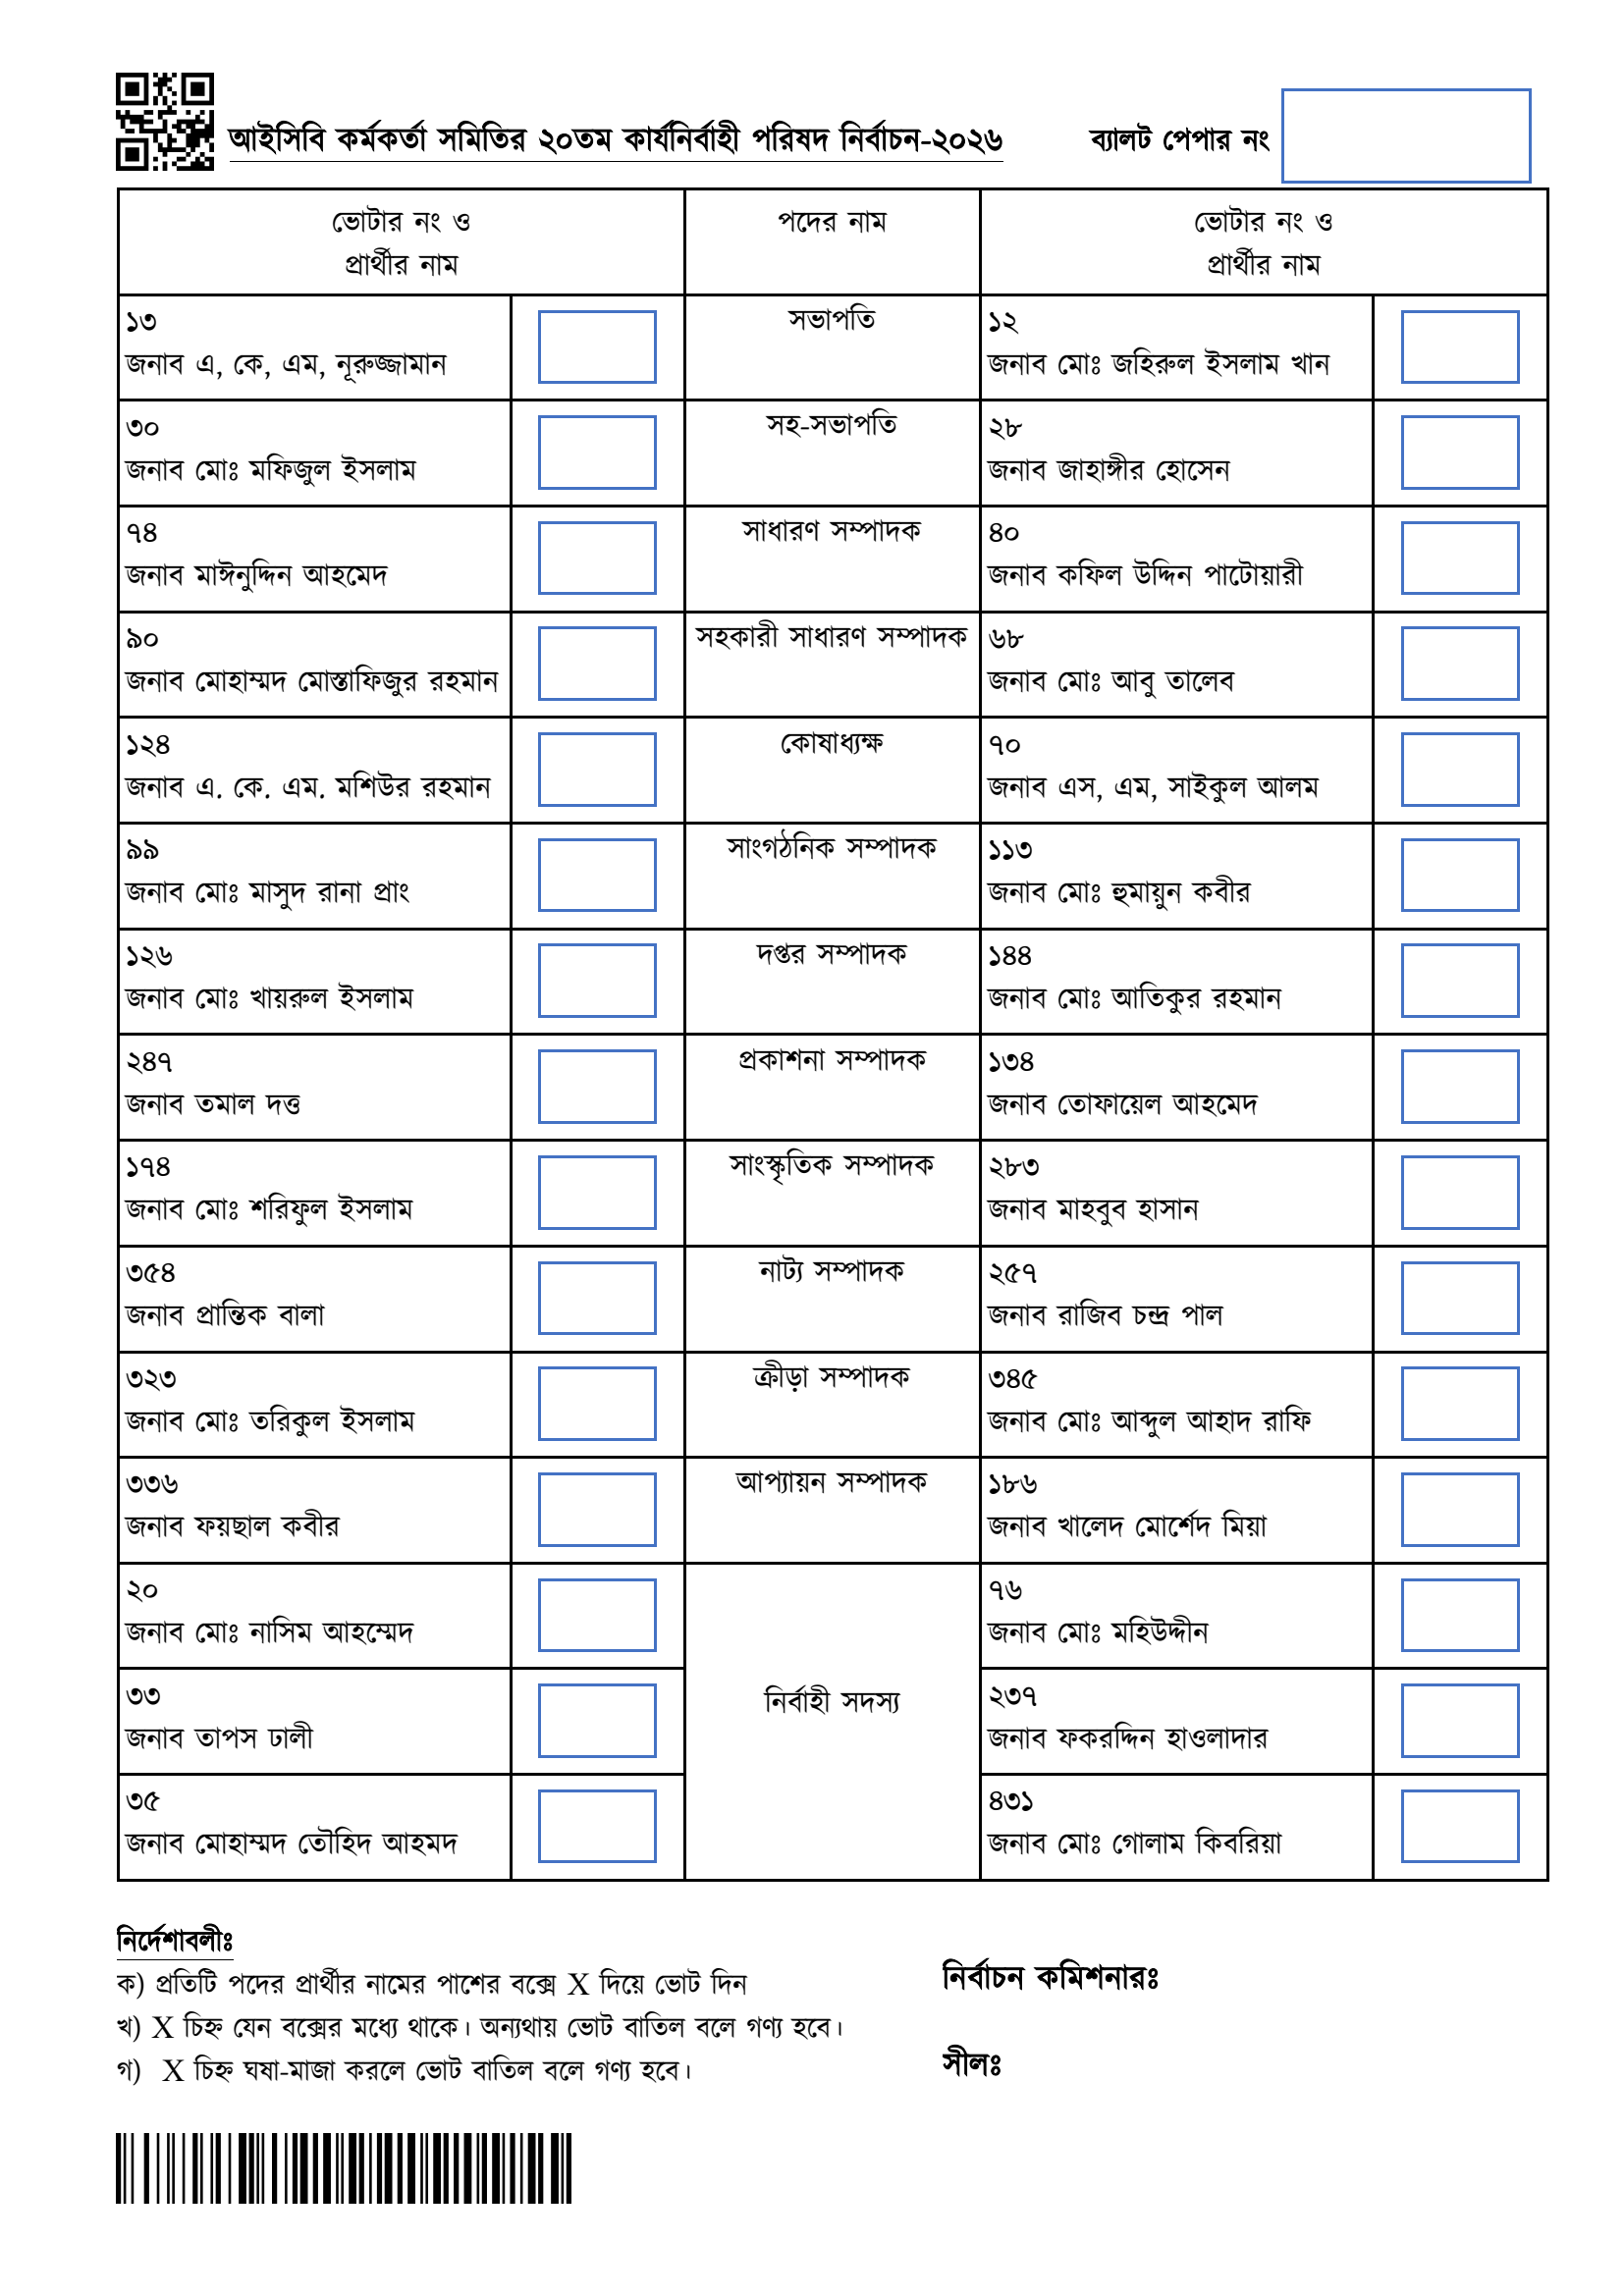 আইসিবি কর্মকর্তা সমিতির ২০তম কার্যনির্বাহী পরিষদ নির্বাচন-২০২৬ ব্যালট পেপার নং
ভোটার নং ও
প্রার্থীর নাম
পদের নাম
ভোটার নং ও
প্রার্থীর নাম
১৩
জনাব এ, কে, এম, নূরুজ্জামান
সভাপতি
১২
জনাব মোঃ জহিরুল ইসলাম খান
৩০
জনাব মোঃ মফিজুল ইসলাম
সহ-সভাপতি
২৮
জনাব জাহাঙ্গীর হোসেন
৭৪
জনাব মাঈনুদ্দিন আহমেদ
সাধারণ সম্পাদক
৪০
জনাব কফিল উদ্দিন পাটোয়ারী
৯০
জনাব মোহাম্মদ মোস্তাফিজুর রহমান
সহকারী সাধারণ সম্পাদক
৬৮
জনাব মোঃ আবু তালেব
১২৪
জনাব এ. কে. এম. মশিউর রহমান
কোষাধ্যক্ষ
৭০
জনাব এস, এম, সাইকুল আলম
৯৯
জনাব মোঃ মাসুদ রানা প্রাং
সাংগঠনিক সম্পাদক
১১৩
জনাব মোঃ হুমায়ুন কবীর
১২৬
জনাব মোঃ খায়রুল ইসলাম
দপ্তর সম্পাদক
১৪৪
জনাব মোঃ আতিকুর রহমান
২৪৭
জনাব তমাল দত্ত
প্রকাশনা সম্পাদক
১৩৪
জনাব তোফায়েল আহমেদ
১৭৪
জনাব মোঃ শরিফুল ইসলাম
সাংস্কৃতিক সম্পাদক
২৮৩
জনাব মাহবুব হাসান
৩৫৪
জনাব প্রান্তিক বালা
নাট্য সম্পাদক
২৫৭
জনাব রাজিব চন্দ্র পাল
৩২৩
জনাব মোঃ তরিকুল ইসলাম
ক্রীড়া সম্পাদক
৩৪৫
জনাব মোঃ আব্দুল আহাদ রাফি
৩৩৬
জনাব ফয়ছাল কবীর
আপ্যায়ন সম্পাদক
১৮৬
জনাব খালেদ মোর্শেদ মিয়া
২০
জনাব মোঃ নাসিম আহম্মেদ
৭৬
জনাব মোঃ মহিউদ্দীন
৩৩
জনাব তাপস ঢালী
নির্বাহী সদস্য
২৩৭
জনাব ফকরদ্দিন হাওলাদার
৩৫
জনাব মোহাম্মদ তৌহিদ আহমদ
৪৩১
জনাব মোঃ গোলাম কিবরিয়া
নির্দেশাবলীঃ
ক) প্রতিটি পদের প্রার্থীর নামের পাশের বক্সে X দিয়ে ভোট দিন
খ) X চিহ্ন যেন বক্সের মধ্যে থাকে। অন্যথায় ভোট বাতিল বলে গণ্য হবে।
গ) X চিহ্ন ঘষা-মাজা করলে ভোট বাতিল বলে গণ্য হবে।
নির্বাচন কমিশনারঃ
সীলঃ